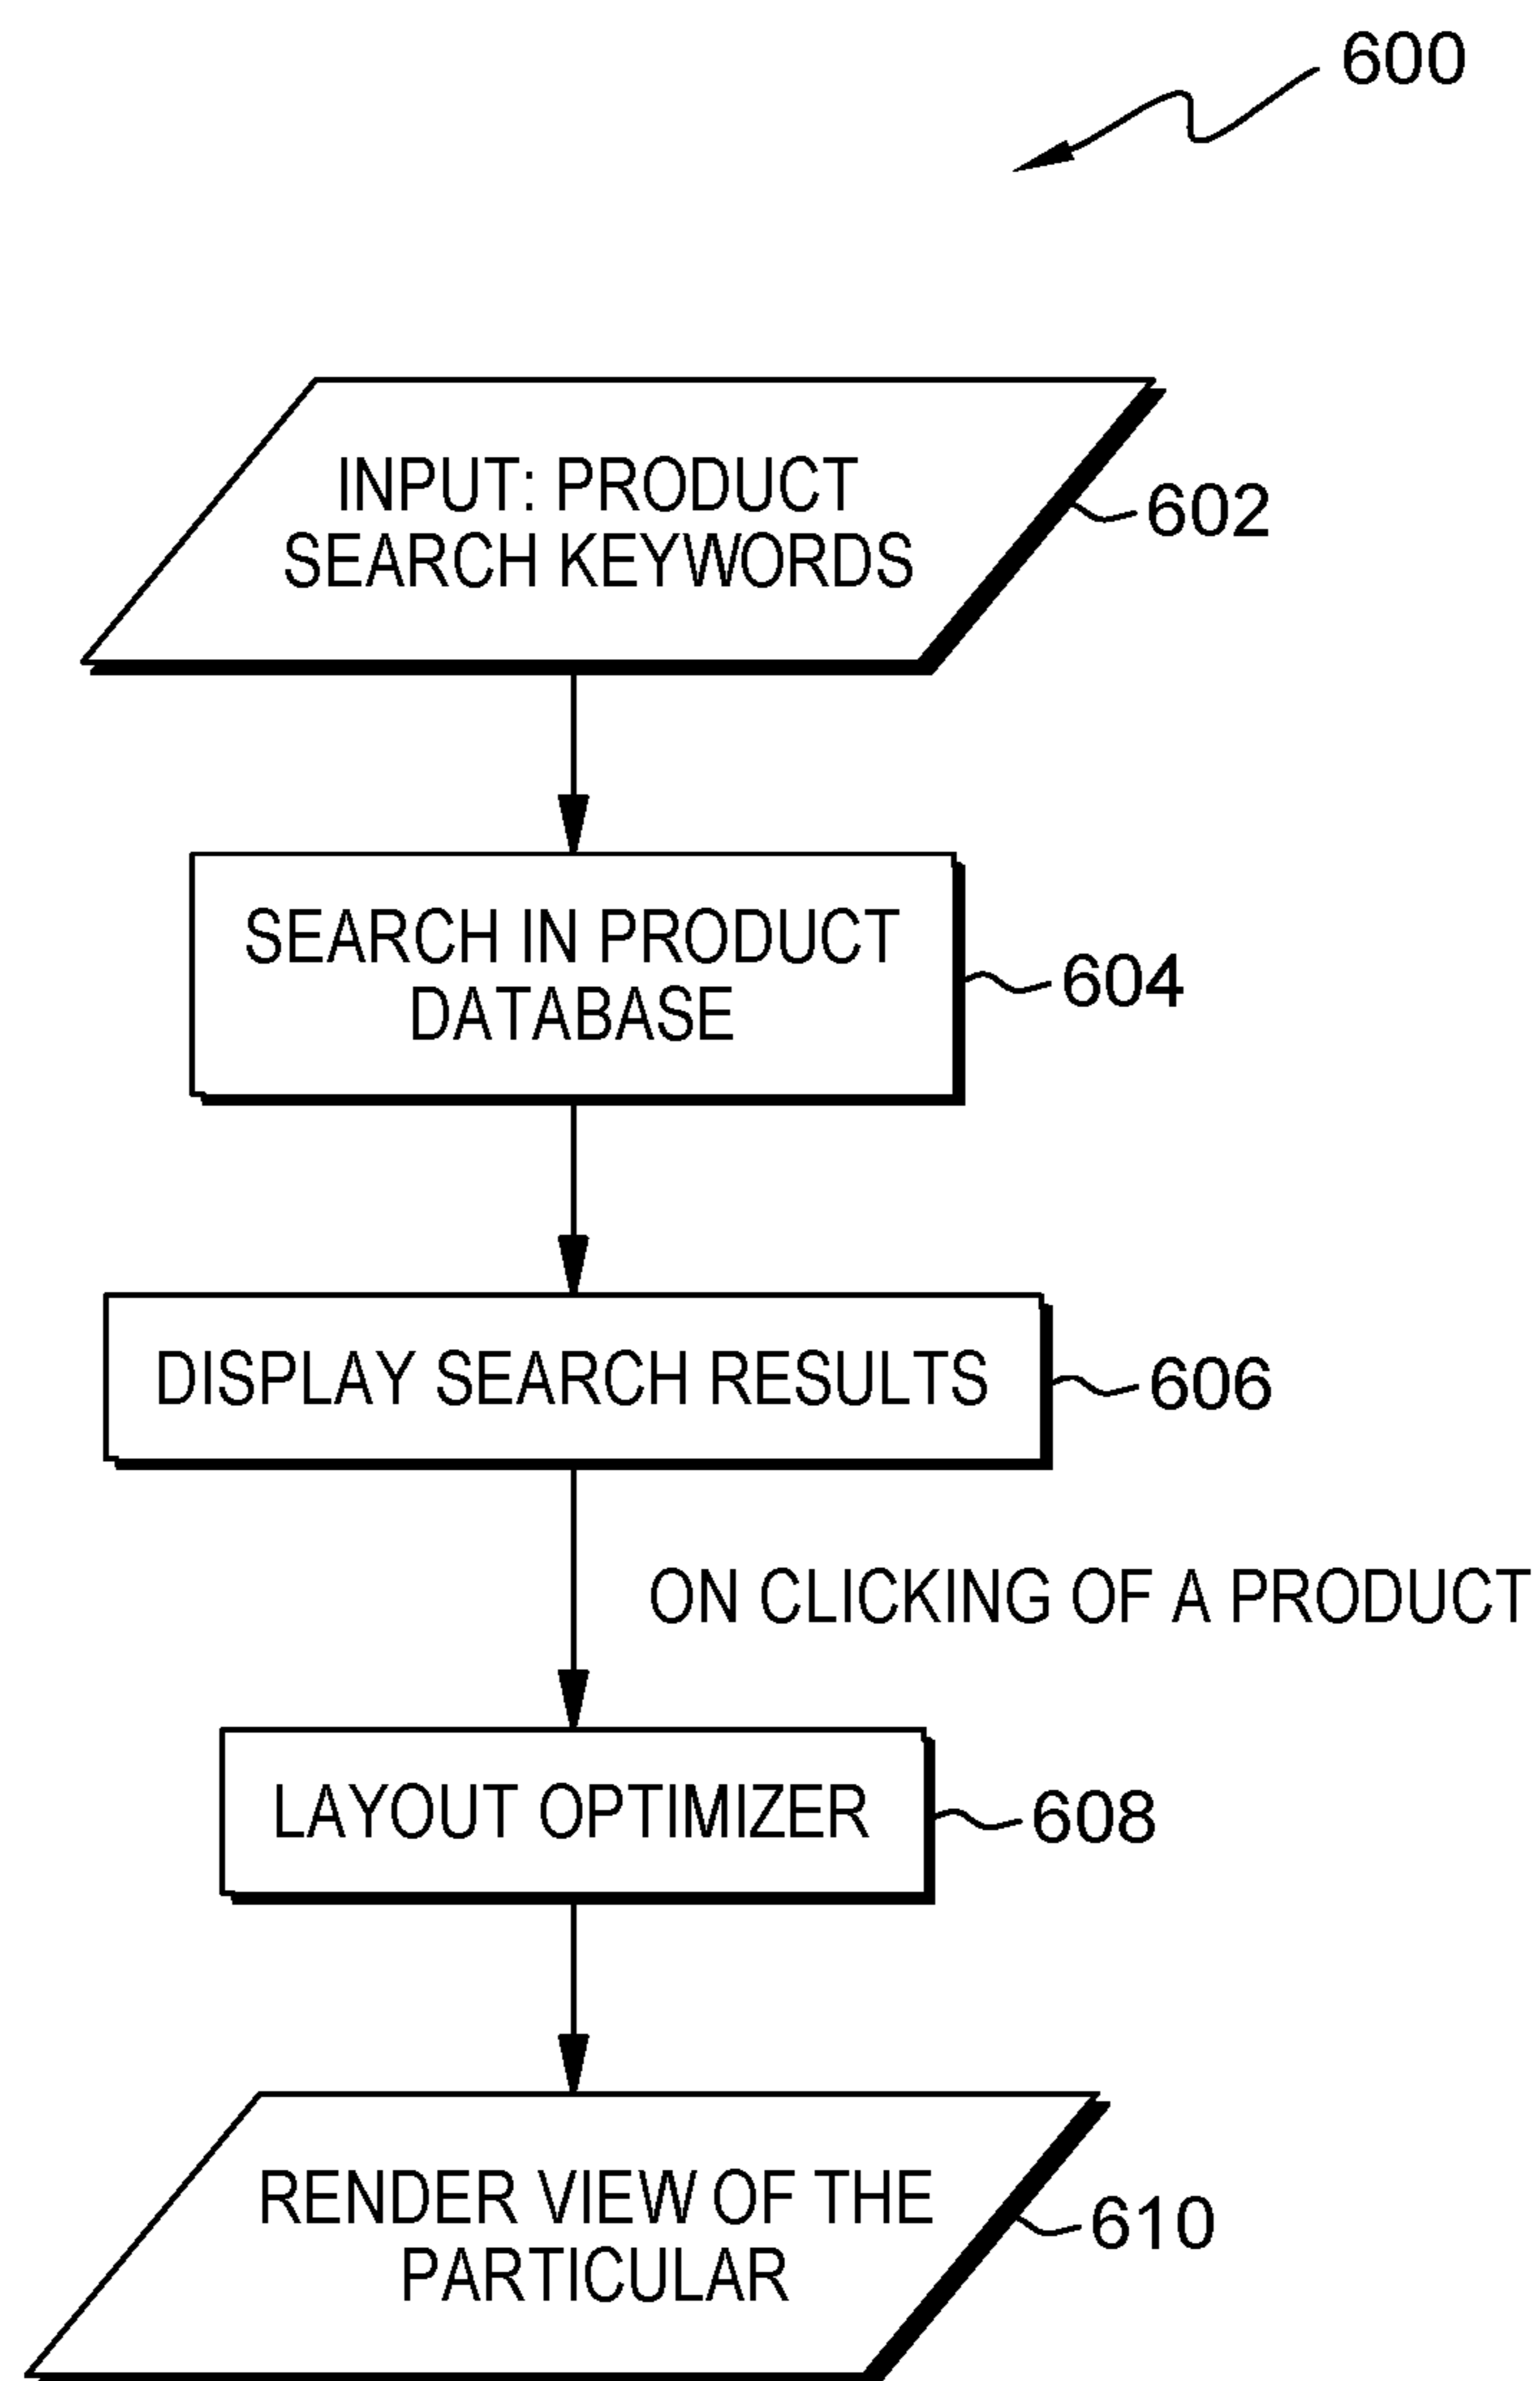 600
INPUT: PRODUCT
SEARCH KEYWORDS
602
SEARCH IN PRODUCT
DATABASE
604
DISPLAY SEARCH RESULTS
606
ON CLICKING OF A PRODUCT
LAYOUT OPTIMIZER
608
RENDER VIEW OF THE
PARTICULAR
610